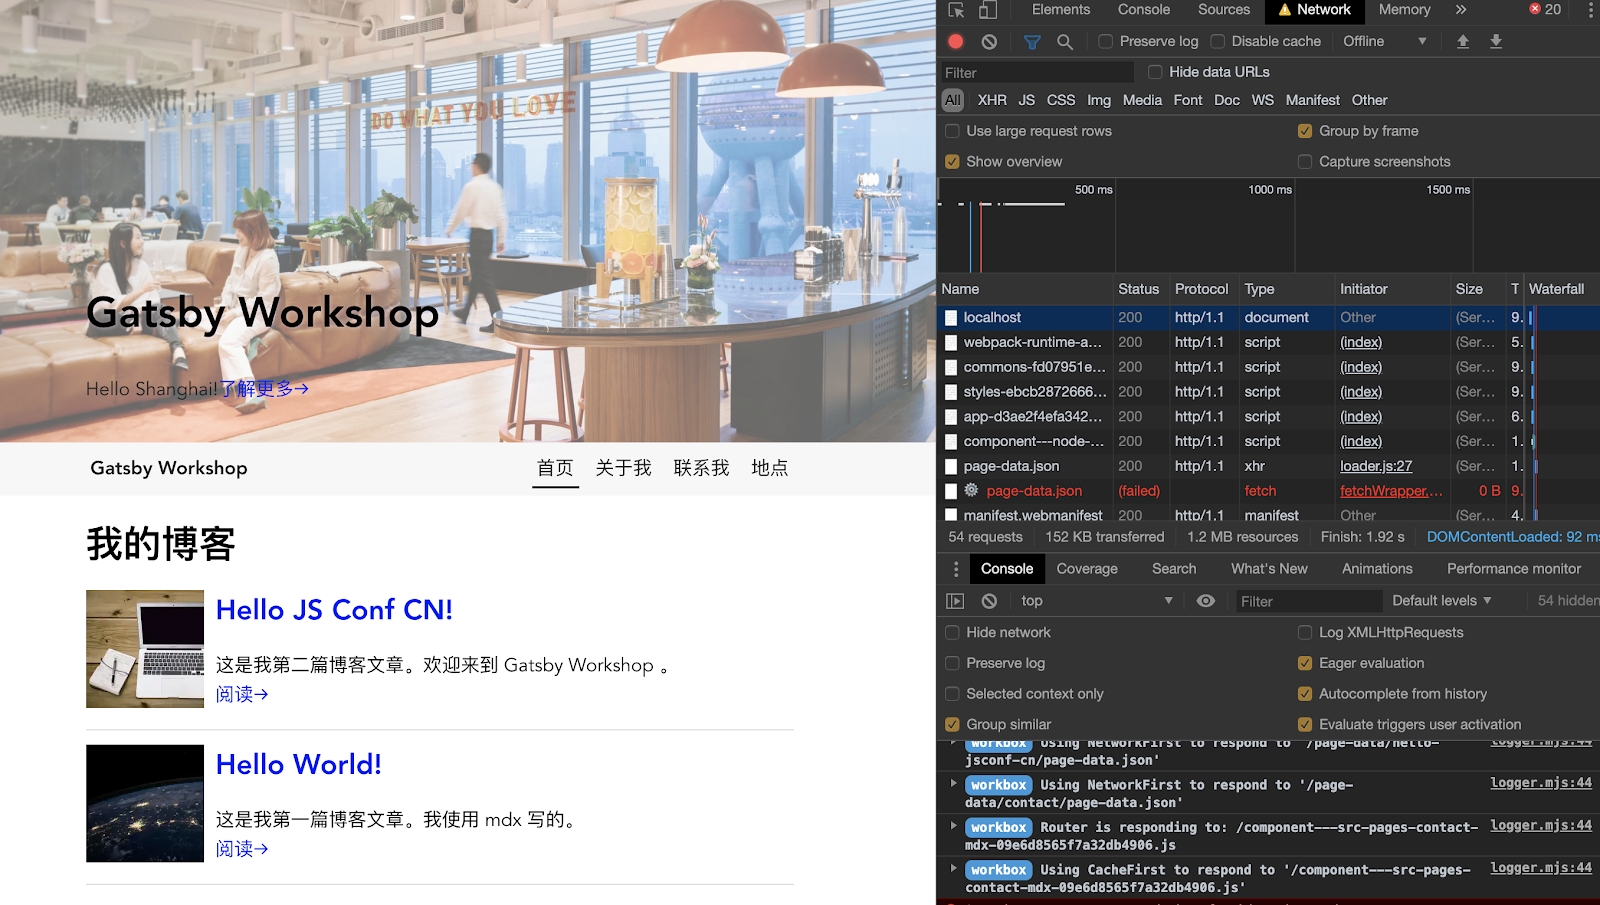 DO WHAT YOU LOVE
Gatsby Workshop
Hello Shanghai!了解更多→
Gatsby Workshop
首页 关于我 联系我 地点
我的博客
Hello JS Conf CN!
这是我第二篇博客文章。欢迎来到 Gatsby Workshop 。
阅读→
Hello World!
这是我第一篇博客文章。我使用 mdx 写的。
阅读→
Elements Console Sources Network Memory » 20
Preserve log Disable cache Offline
Filter Hide data URLs
All XHR JS CSS Img Media Font Doc WS Manifest Other
Use large request rows Group by frame
Show overview Capture screenshots
500 ms 1000 ms 1500 ms
Name Status Protocol Type Initiator Size T Waterfall
localhost 200 http/1.1 document Other (Ser... 9.
webpack-runtime-a... 200 http/1.1 script (index) (Ser... 5.
commons-fd07951e... 200 http/1.1 script (index) (Ser... 9.
styles-ebcb2872666... 200 http/1.1 script (index) (Ser... 9.
app-d3ae2f4efa342... 200 http/1.1 script (index) (Ser... 6.
component---node-... 200 http/1.1 script (index) (Ser... 1.
page-data.json 200 http/1.1 xhr loader.js:27 (Ser... 1.
page-data.json (failed) fetch fetchWrapper.... 0 B 9.
manifest.webmanifest 200 http/1.1 manifest Other (Ser... 4.
54 requests 152 KB transferred 1.2 MB resources Finish: 1.92 s DOMContentLoaded: 92 ms
Console Coverage Search What's New Animations Performance monitor
top Filter Default levels 54 hidden
Hide network Log XMLHttpRequests
Preserve log Eager evaluation
Selected context only Autocomplete from history
Group similar Evaluate triggers user activation
workbox Using NetworkFirst to respond to '/page-data/hello- logger.mjs:44
jsconf-cn/page-data.json'
workbox Using NetworkFirst to respond to '/page- logger.mjs:44
data/contact/page-data.json'
workbox Router is responding to: /component---src-pages-contact- logger.mjs:44
mdx-09e6d8565f7a32db4906.js
workbox Using CacheFirst to respond to '/component---src-pages- logger.mjs:44
contact-mdx-09e6d8565f7a32db4906.js'